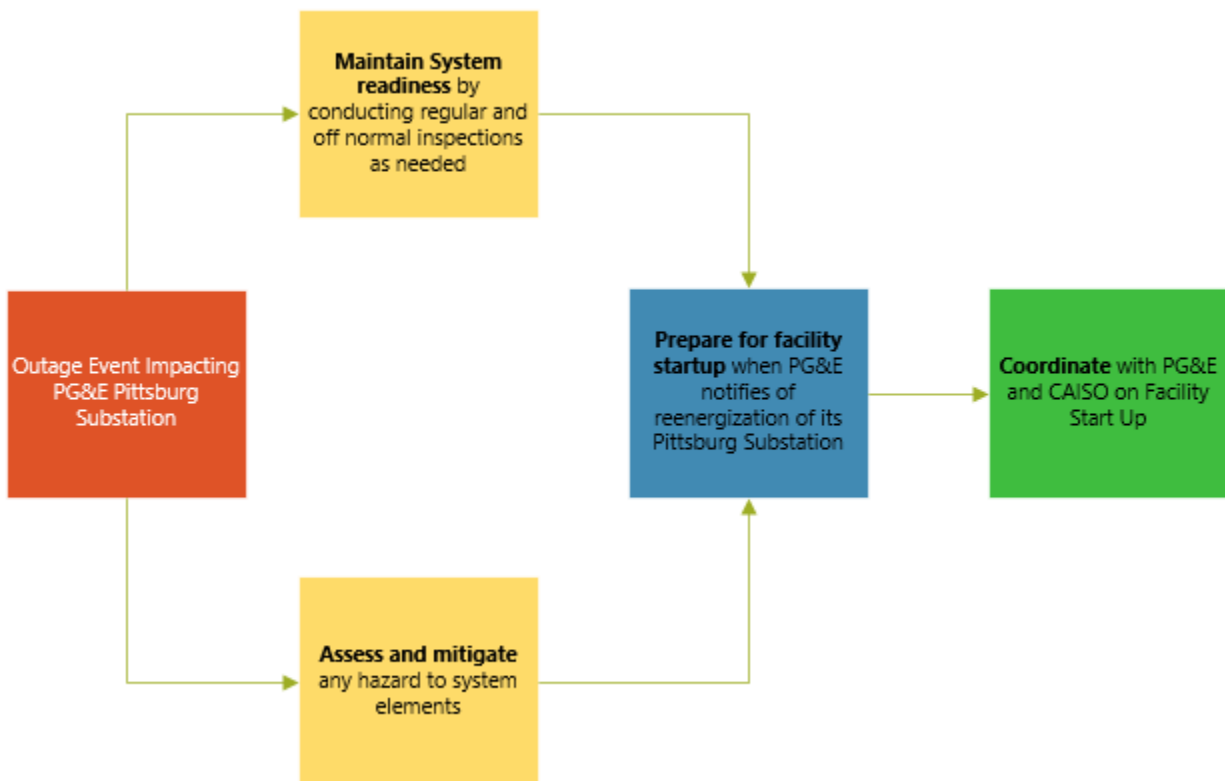 Maintain System
readiness by
conducting regular and
off normal inspections
as needed
Outage Event Impacting
PG&E Pittsburg
Substation
Prepare for facility
startup when PG&E
notifies of
reenergization of its
Pittsburg Substation
Coordinate with PG&E
and CAISO on Facility
Start Up
Assess and mitigate
any hazard to system
elements